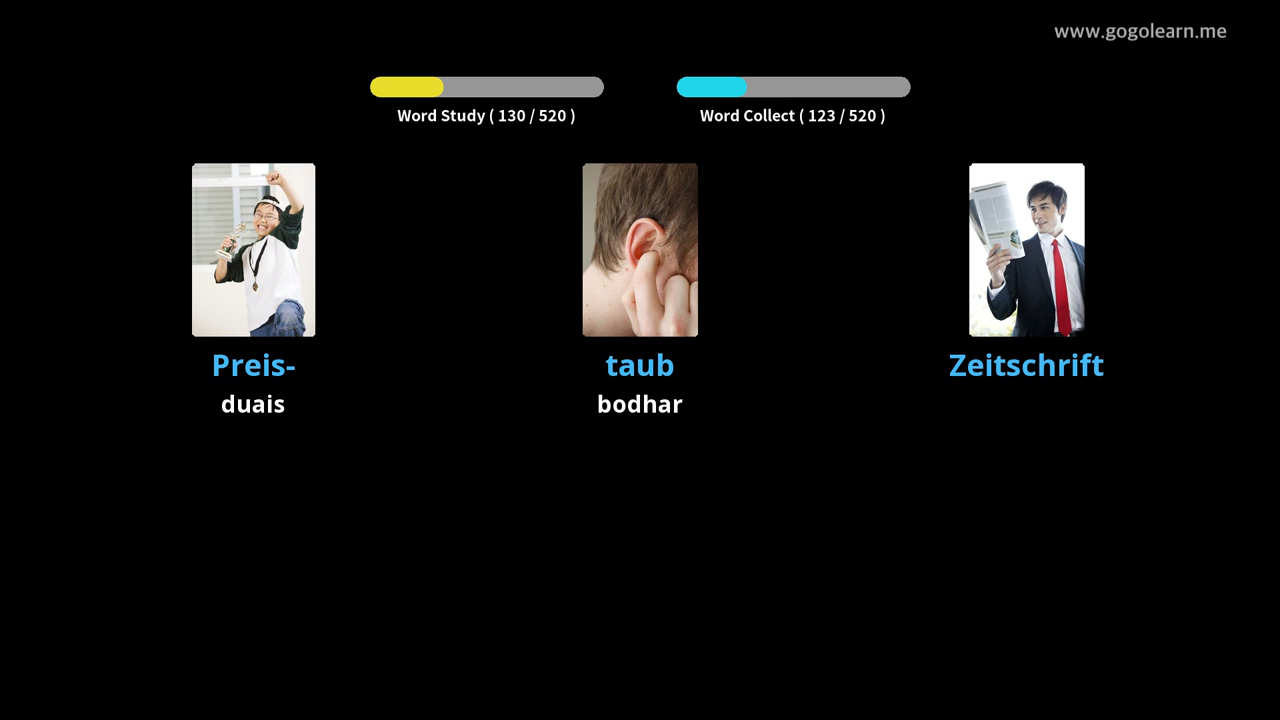 www.gogolearn.me
Word Study ( 130 / 520 )
Word Collect ( 123 / 520 )
Preis-
taub
Zeitschrift
duais
bodhar